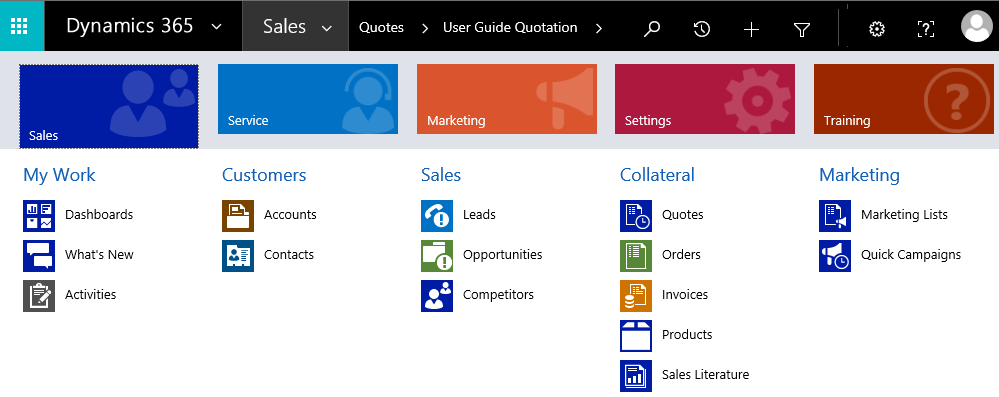 Dynamics 365 Sales Quotes User Guide Quotation
Sales Service Marketing Settings Training
My Work Customers Sales Collateral Marketing
Dashboards Accounts Leads Quotes Marketing Lists
What's New Contacts Opportunities Orders Quick Campaigns
Activities Competitors Invoices
Products
Sales Literature